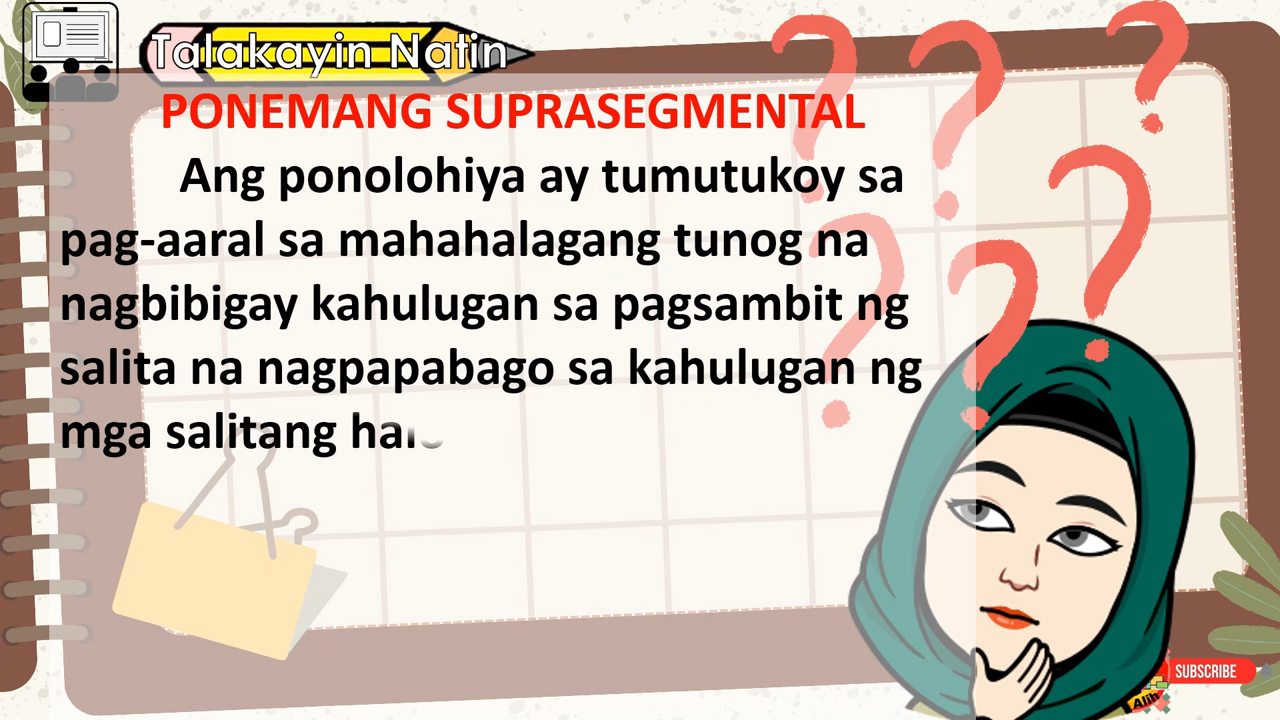 Talakayin Natin
PONEMANG SUPRASEGMENTAL
Ang ponolohiya ay tumutukoy sa
pag-aaral sa mahahalagang tunog na
nagbibigay kahulugan sa pagsambit ng
salita na nagpapabago sa kahulugan ng
mga salitang
SUBSCRIBE
Alih